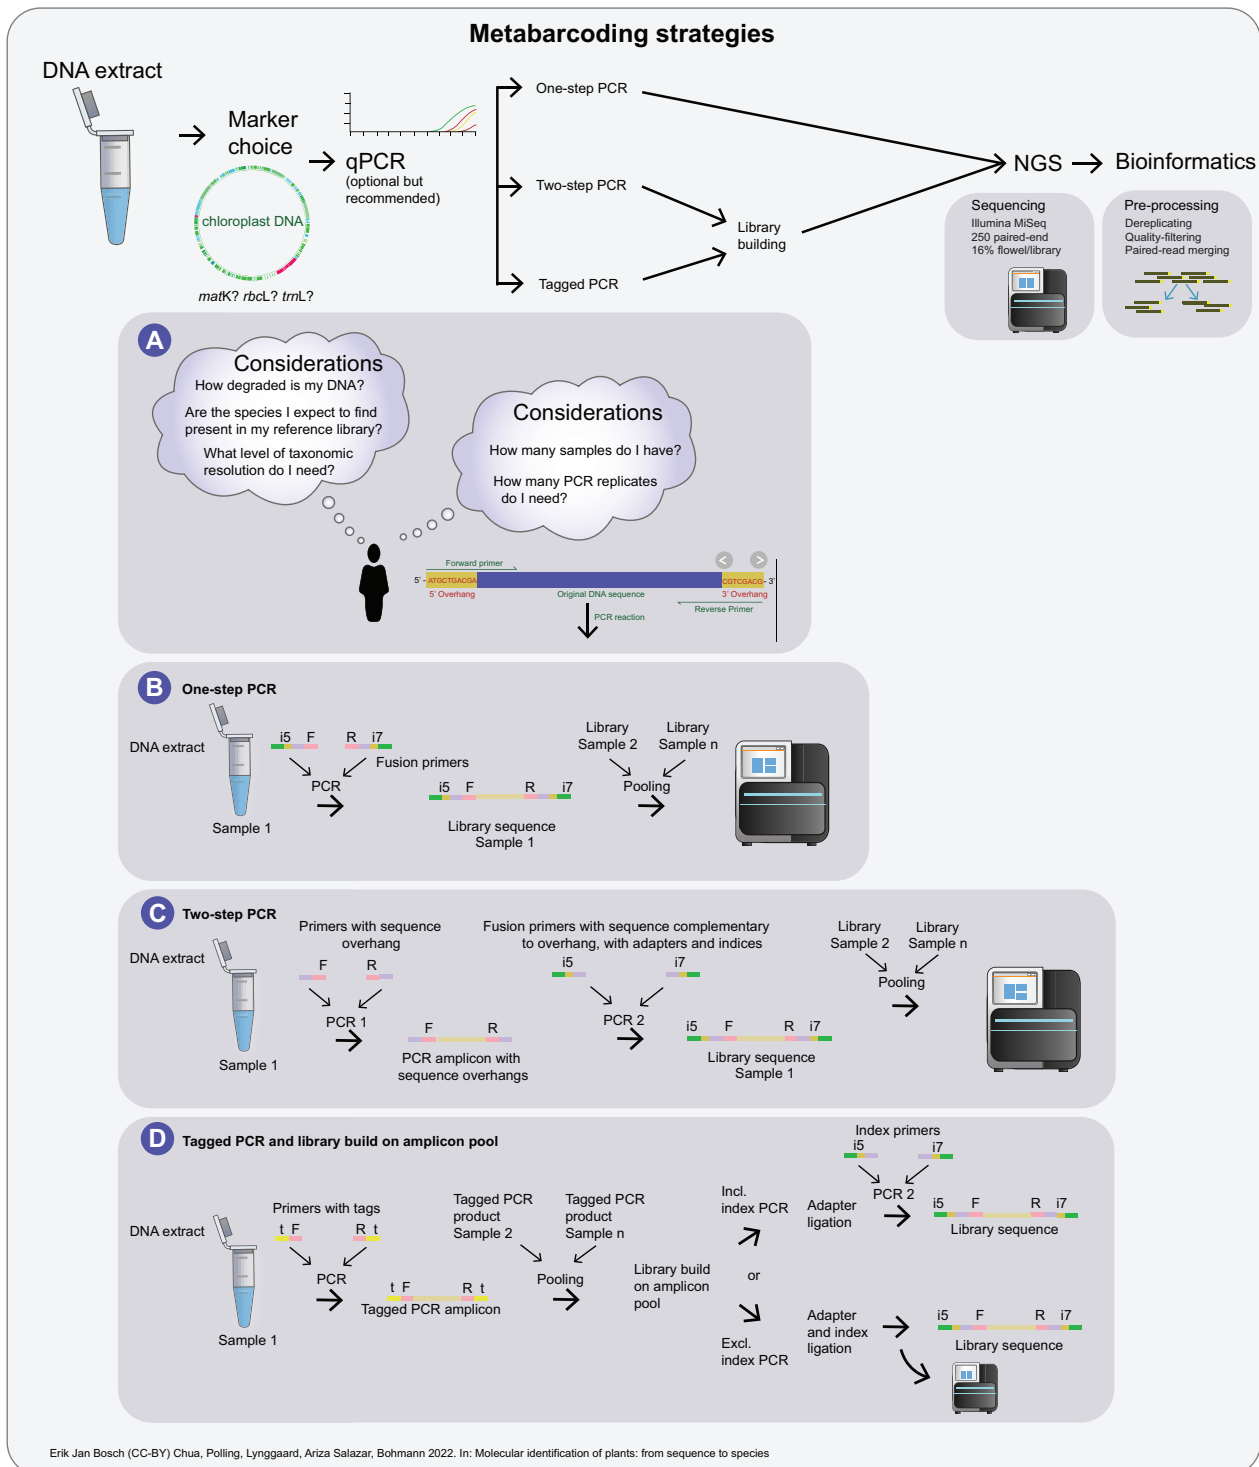 Metabarcoding strategies
DNA extract
Marker
choice
chloroplast DNA
matK? rbcL? trnL?
qPCR
(optional but
recommended)
One-step PCR
Two-step PCR
Tagged PCR
Library
building
NGS
Bioinformatics
Sequencing
Illumina MiSeq
250 paired-end
16% flowel/library
Pre-processing
Dereplicating
Quality-filtering
Paired-read merging
A
Considerations
How degraded is my DNA?
Are the species I expect to find
present in my reference library?
What level of taxonomic
resolution do I need?
Considerations
How many samples do I have?
How many PCR replicates
do I need?
< >
Forward primer
5' - ATGCTGACGA CGTCGACG - 3'
5' Overhang Original DNA sequence 3' Overhang
Reverse Primer
PCR reaction
B One-step PCR
DNA extract
Sample 1
i5 F R i7
Fusion primers
PCR
i5 F R i7
Library sequence
Sample 1
Library
Sample 2
Library
Sample n
Pooling
C Two-step PCR
DNA extract
Sample 1
Primers with sequence
overhang
F R
PCR 1
F R
PCR amplicon with
sequence overhangs
Fusion primers with sequence complementary
to overhang, with adapters and indices
i5 i7
PCR 2
i5 F R i7
Library sequence
Sample 1
Library
Sample 2
Library
Sample n
Pooling
D Tagged PCR and library build on amplicon pool
DNA extract
Sample 1
Primers with tags
t F R t
PCR
t F R t
Tagged PCR amplicon
Tagged PCR
product
Sample 2
Tagged PCR
product
Sample n
Pooling
Library build
on amplicon
pool
Incl.
index PCR
or
Excl.
index PCR
Adapter
ligation
Index primers
i5 i7
PCR 2
i5 F R i7
Library sequence
Adapter
and index
ligation
i5 F R i7
Library sequence
Erik Jan Bosch (CC-BY) Chua, Polling, Lynggaard, Ariza Salazar, Bohmann 2022. In: Molecular identification of plants: from sequence to species